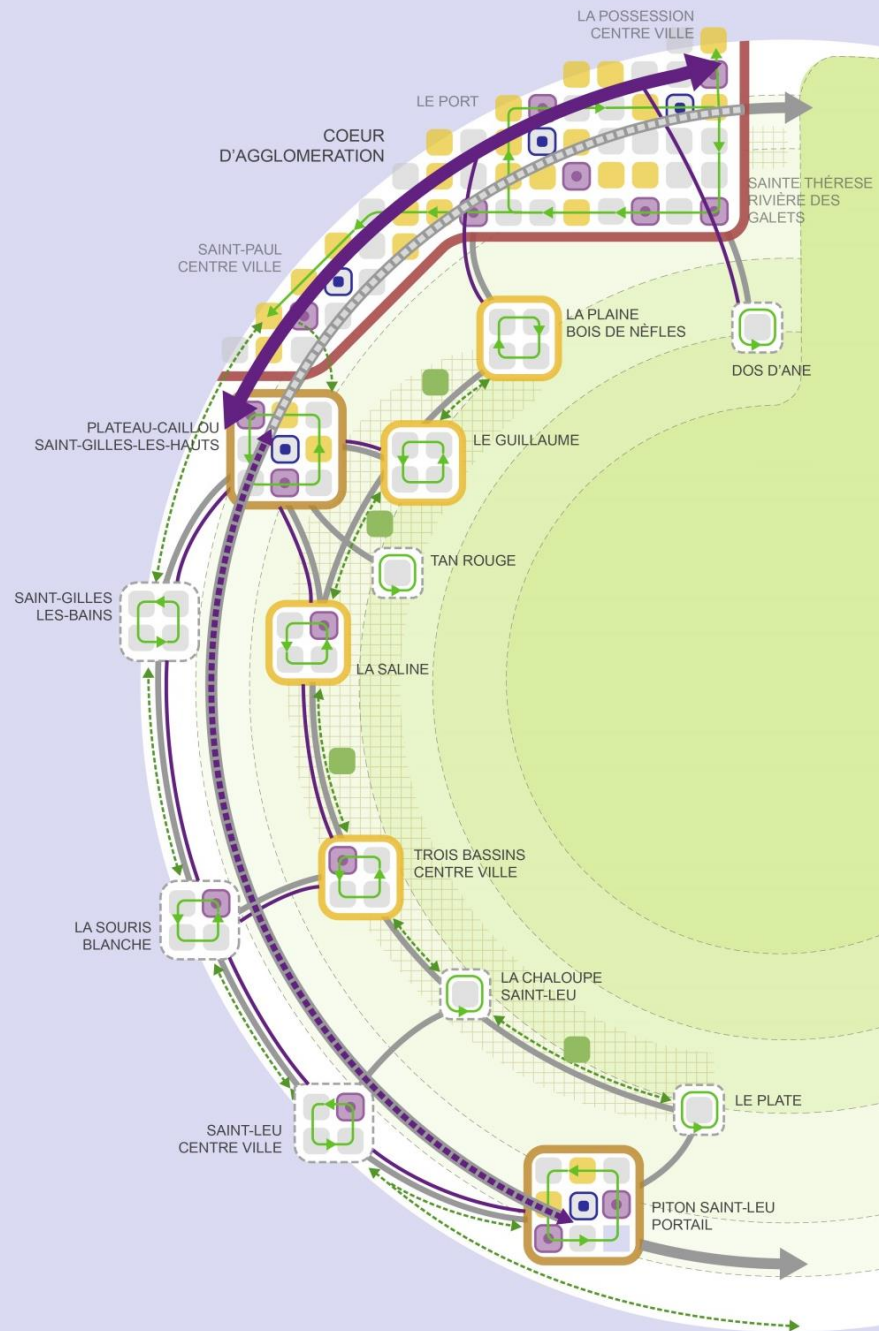 LA POSSESSION
CENTRE VILLE
LE PORT
COEUR
D'AGGLOMERATION
SAINTE THÉRESE
RIVIÈRE DES
GALETS
SAINT-PAUL
CENTRE VILLE
LA PLAINE
BOIS DE NÈFLES
DOS D'ANE
PLATEAU-CAILLOU
SAINT-GILLES-LES-HAUTS
LE GUILLAUME
TAN ROUGE
SAINT-GILLES
LES-BAINS
LA SALINE
TROIS BASSINS
CENTRE VILLE
LA SOURIS
BLANCHE
LA CHALOUPE
SAINT-LEU
LE PLATE
SAINT-LEU
CENTRE VILLE
PITON SAINT-LEU
PORTAIL